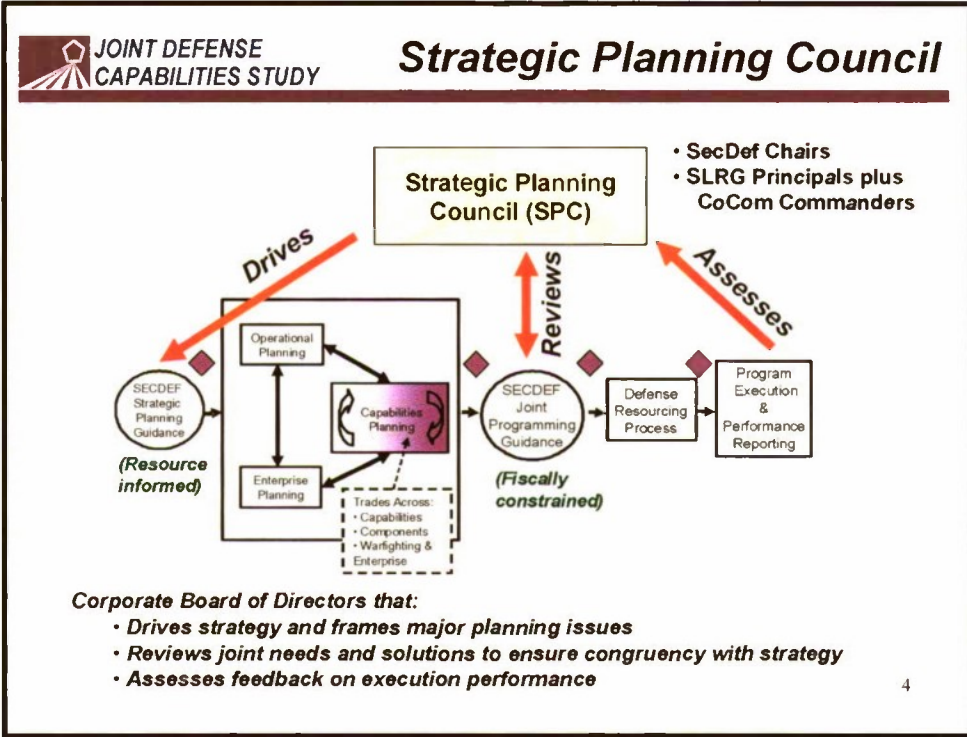 JOINT DEFENSE
CAPABILITIES STUDY
Strategic Planning Council
Strategic Planning
Council (SPC)
• SecDef Chairs
• SLRG Principals plus
CoCom Commanders
Drives
Reviews
Assesses
SECDEF
Strategic
Planning
Guidance
(Resource
informed)
Operational
Planning
Enterprise
Planning
Capabilities
Planning
Trades Across:
• Capabilities
• Components
• Warfighting &
Enterprise
SECDEF
Joint
Programming
Guidance
(Fiscally
constrained)
Defense
Resourcing
Process
Program
Execution
&
Performance
Reporting
Corporate Board of Directors that:
• Drives strategy and frames major planning issues
• Reviews joint needs and solutions to ensure congruency with strategy
• Assesses feedback on execution performance
4